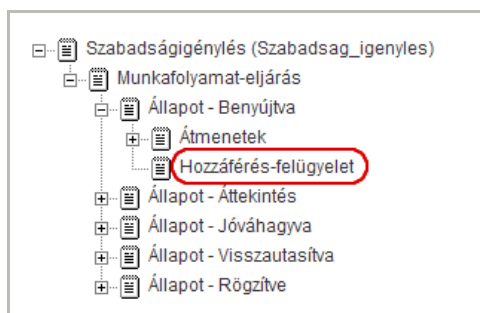 Szabadságigénylés (Szabadsag_igenyles)
Munkafolyamat-eljárás
Állapot - Benyújtva
Átmenetek
Hozzáférés-felügyelet
Állapot - Áttekintés
Állapot - Jóváhagyva
Állapot - Visszautasítva
Állapot - Rögzítve